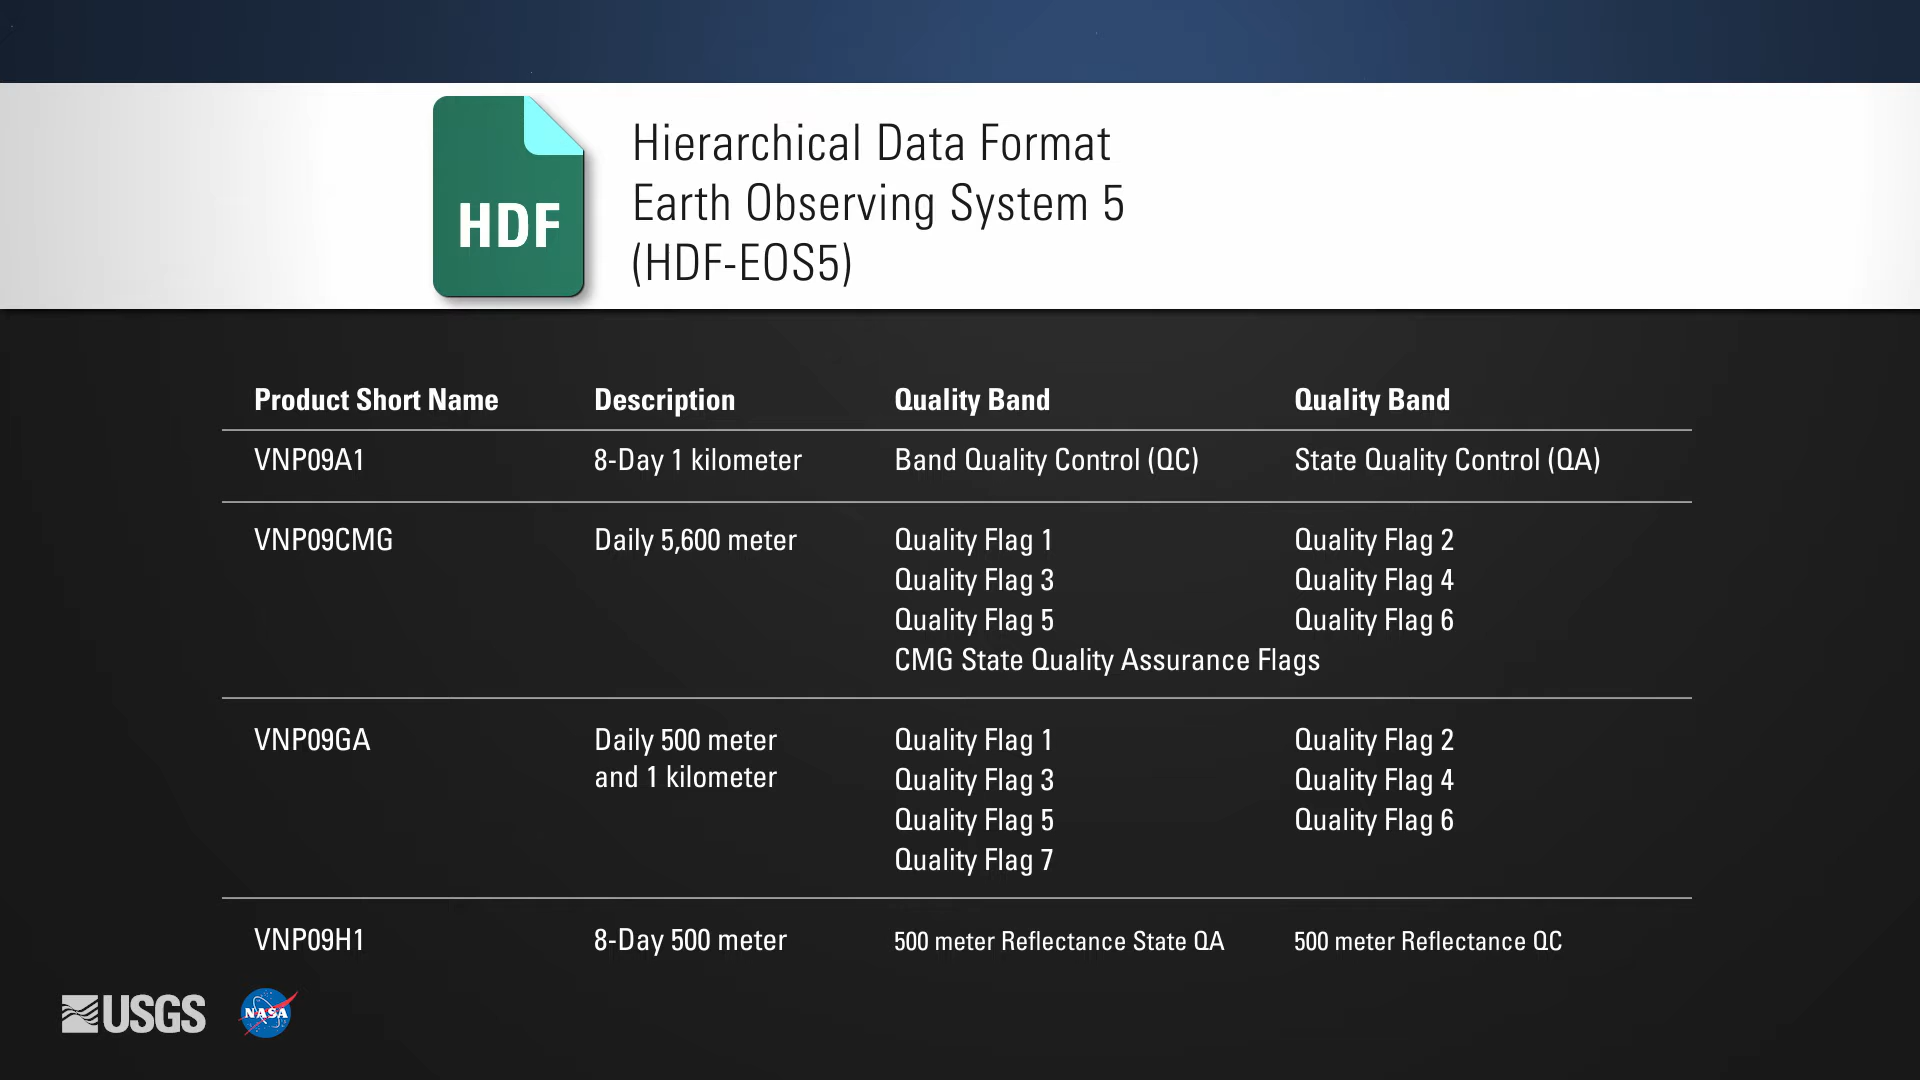 HDF
Hierarchical Data Format
Earth Observing System 5
(HDF-EOS5)
Product Short Name Description Quality Band Quality Band
VNP09A1 8-Day 1 kilometer Band Quality Control (QC) State Quality Control (QA)
VNP09CMG Daily 5,600 meter Quality Flag 1 Quality Flag 2
Quality Flag 3 Quality Flag 4
Quality Flag 5 Quality Flag 6
CMG State Quality Assurance Flags
VNP09GA Daily 500 meter Quality Flag 1 Quality Flag 2
and 1 kilometer Quality Flag 3 Quality Flag 4
Quality Flag 5 Quality Flag 6
Quality Flag 7
VNP09H1 8-Day 500 meter 500 meter Reflectance State QA 500 meter Reflectance QC
USGS NASA